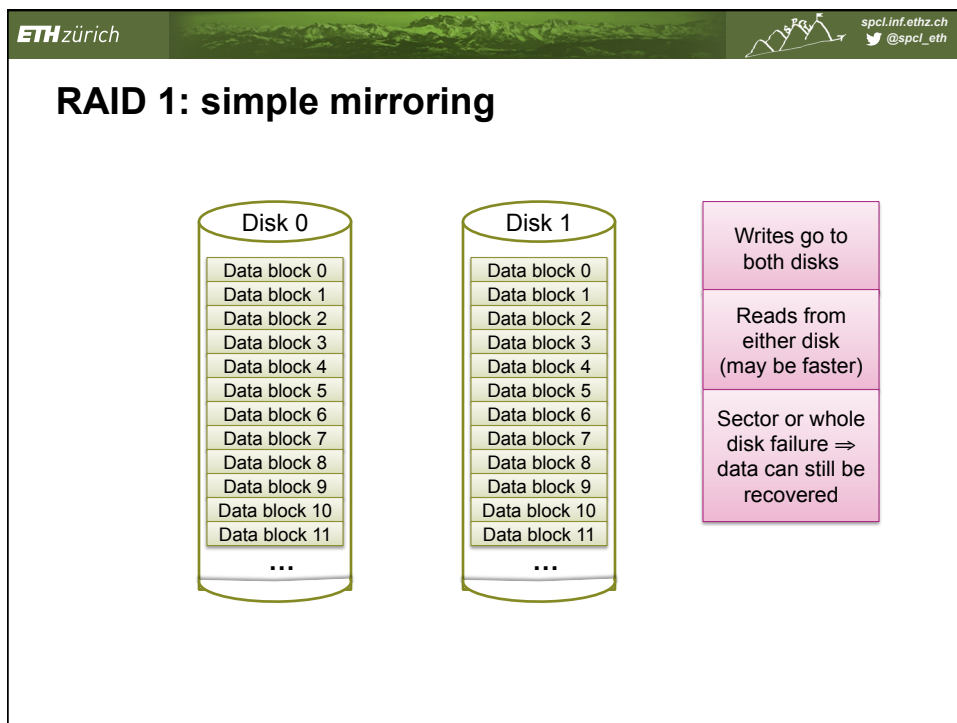 ETH zürich
spcl.inf.ethz.ch
@spcl_eth
RAID 1: simple mirroring
Disk 0
Data block 0
Data block 1
Data block 2
Data block 3
Data block 4
Data block 5
Data block 6
Data block 7
Data block 8
Data block 9
Data block 10
Data block 11
...
Disk 1
Data block 0
Data block 1
Data block 2
Data block 3
Data block 4
Data block 5
Data block 6
Data block 7
Data block 8
Data block 9
Data block 10
Data block 11
...
Writes go to
both disks
Reads from
either disk
(may be faster)
Sector or whole
disk failure ⇒
data can still be
recovered